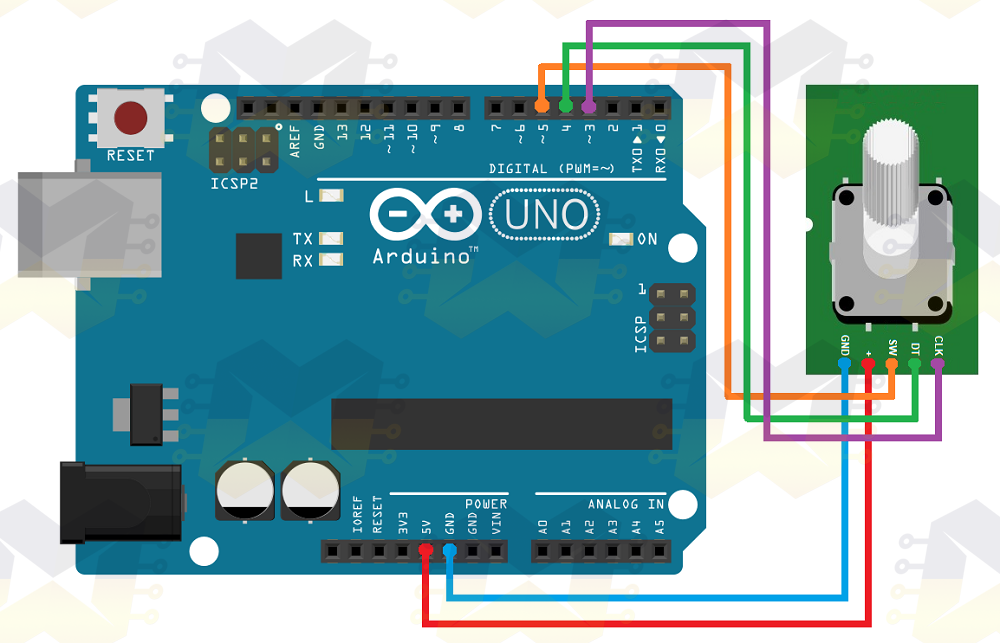 RESET
ICSP2
AREF
GND
13
12
~11
~10
~9
8
7
~6
~5
4
~3
2
TX0 1
RX0 0
DIGITAL (PWM=~)
L
TX
RX
UNO
Arduino™
ON
1
ICSP
GND
+
SW
DT
CLK
POWER
ANALOG IN
IOREF
RESET
3V3
5V
GND
GND
VIN
A0
A1
A2
A3
A4
A5